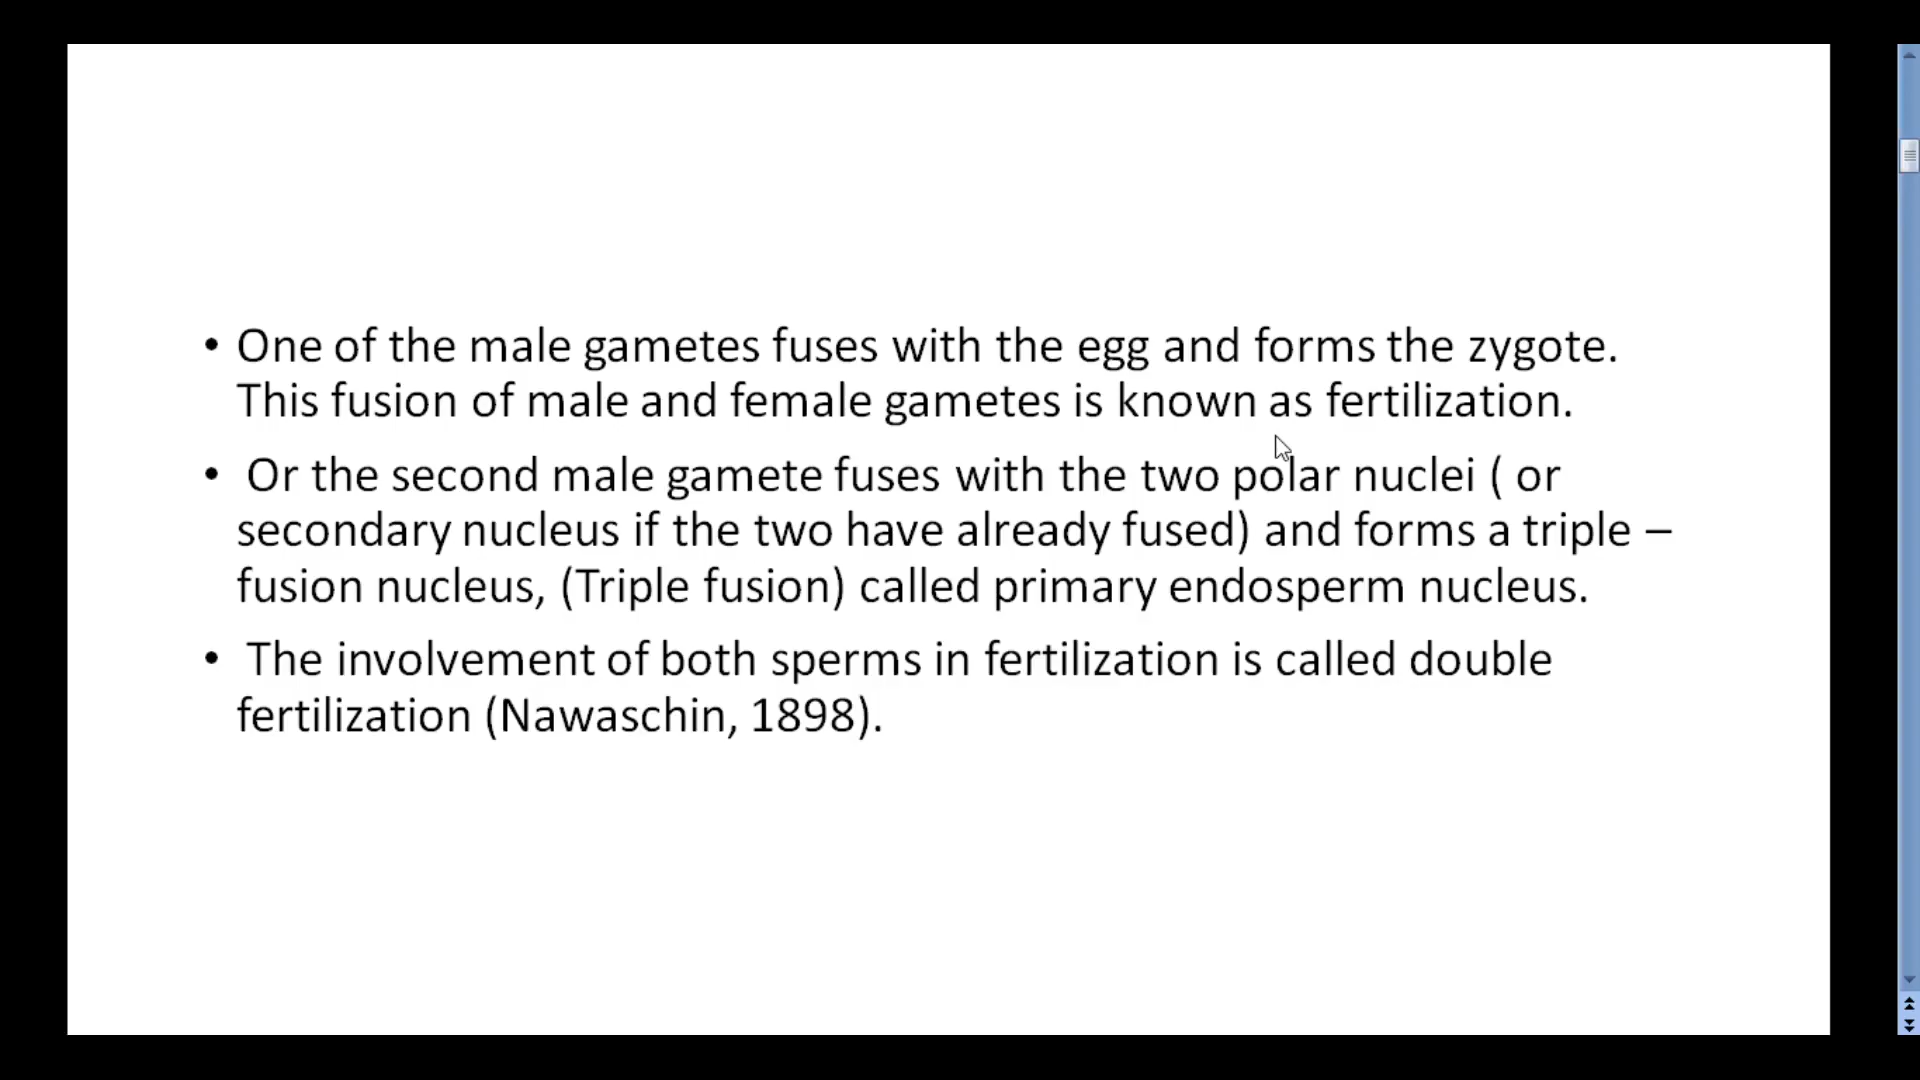 • One of the male gametes fuses with the egg and forms the zygote.
This fusion of male and female gametes is known as fertilization.
• Or the second male gamete fuses with the two polar nuclei ( or
secondary nucleus if the two have already fused) and forms a triple –
fusion nucleus, (Triple fusion) called primary endosperm nucleus.
• The involvement of both sperms in fertilization is called double
fertilization (Nawaschin, 1898).